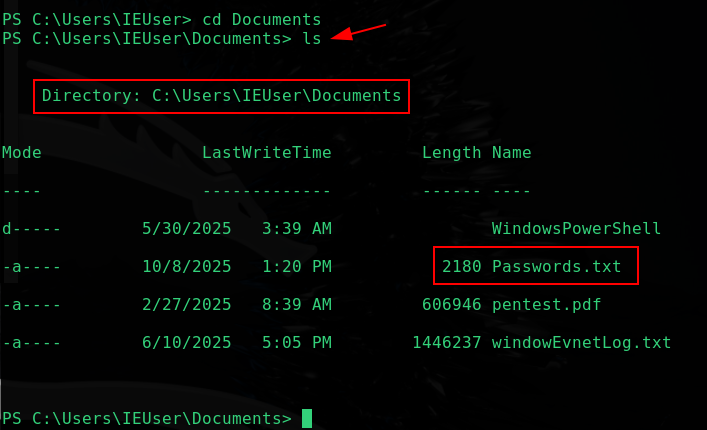 PS C:\Users\IEUser> cd Documents
PS C:\Users\IEUser\Documents> ls
Directory: C:\Users\IEUser\Documents
Mode LastWriteTime Length Name
---- ------------- ------ ----
d----- 5/30/2025 3:39 AM WindowsPowerShell
-a---- 10/8/2025 1:20 PM 2180 Passwords.txt
-a---- 2/27/2025 8:39 AM 606946 pentest.pdf
-a---- 6/10/2025 5:05 PM 1446237 windowEvnetLog.txt
PS C:\Users\IEUser\Documents>